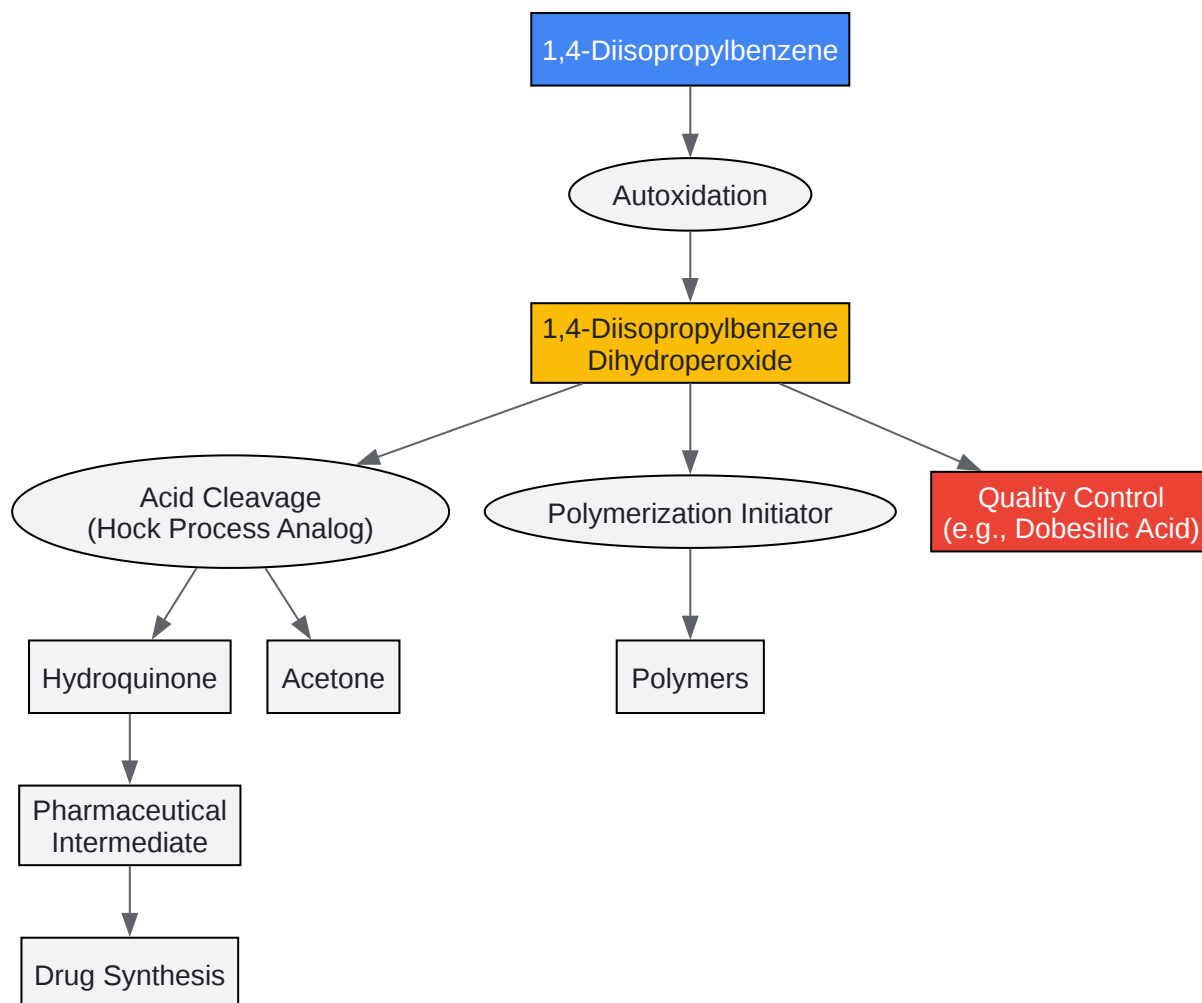 1,4-Diisopropylbenzene
Autoxidation
1,4-Diisopropylbenzene
Dihydroperoxide
Acid Cleavage
(Hock Process Analog)
Polymerization Initiator
Quality Control
(e.g., Dobesilic Acid)
Hydroquinone
Acetone
Polymers
Pharmaceutical
Intermediate
Drug Synthesis